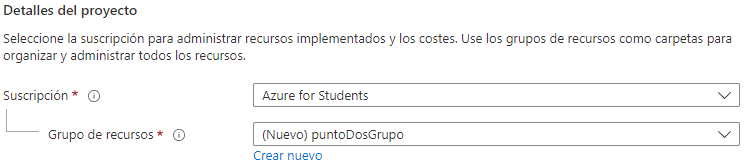 Detalles del proyecto
Seleccione la suscripción para administrar recursos implementados y los costes. Use los grupos de recursos como carpetas para
organizar y administrar todos los recursos.
Suscripción * Azure for Students
Grupo de recursos * (Nuevo) puntoDosGrupo
Crear nuevo